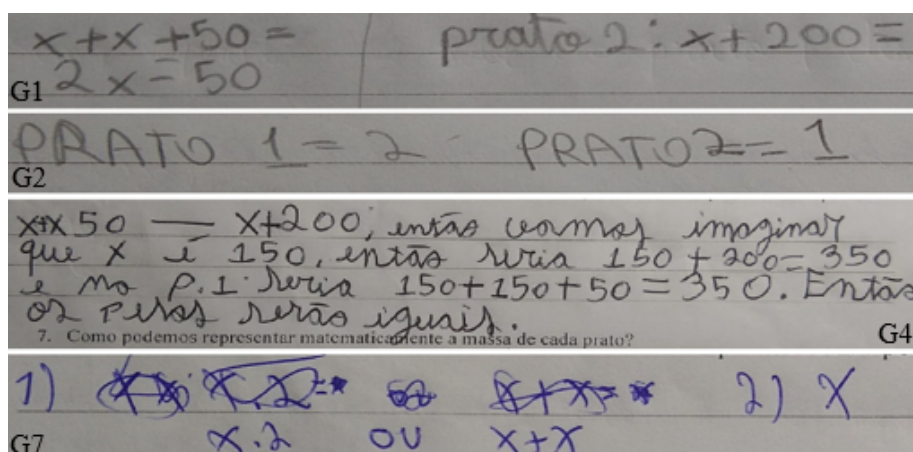 x+x+50= prato 2: x+200=
2x=50
G1
PRATO 1=2 PRATO 2=1
G2
x+x 50 — x+200, então vamos imaginar
que x é 150, então seria 150+200=350
e no P.1 seria 150+150+50=350. Então
os pesos serão iguais.
7. Como podemos representar matematicamente a massa de cada prato?
G4
1) 2) X
x.2 OU x+x
G7